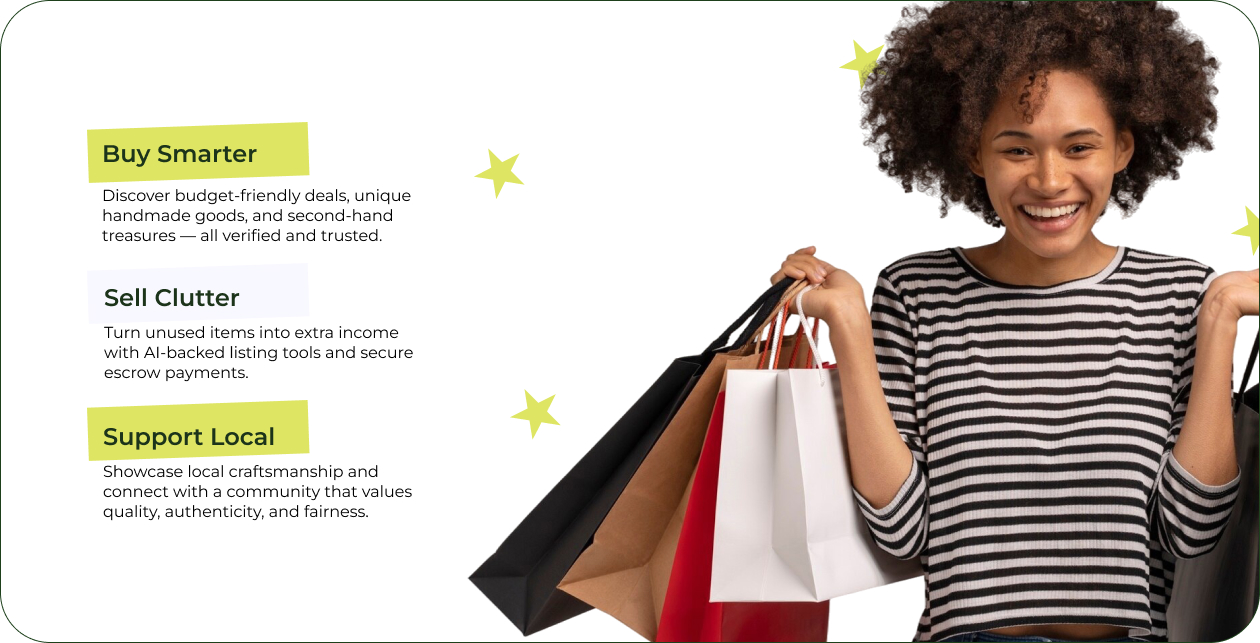 Buy Smarter
Discover budget-friendly deals, unique
handmade goods, and second-hand
treasures — all verified and trusted.
Sell Clutter
Turn unused items into extra income
with AI-backed listing tools and secure
escrow payments.
Support Local
Showcase local craftsmanship and
connect with a community that values
quality, authenticity, and fairness.